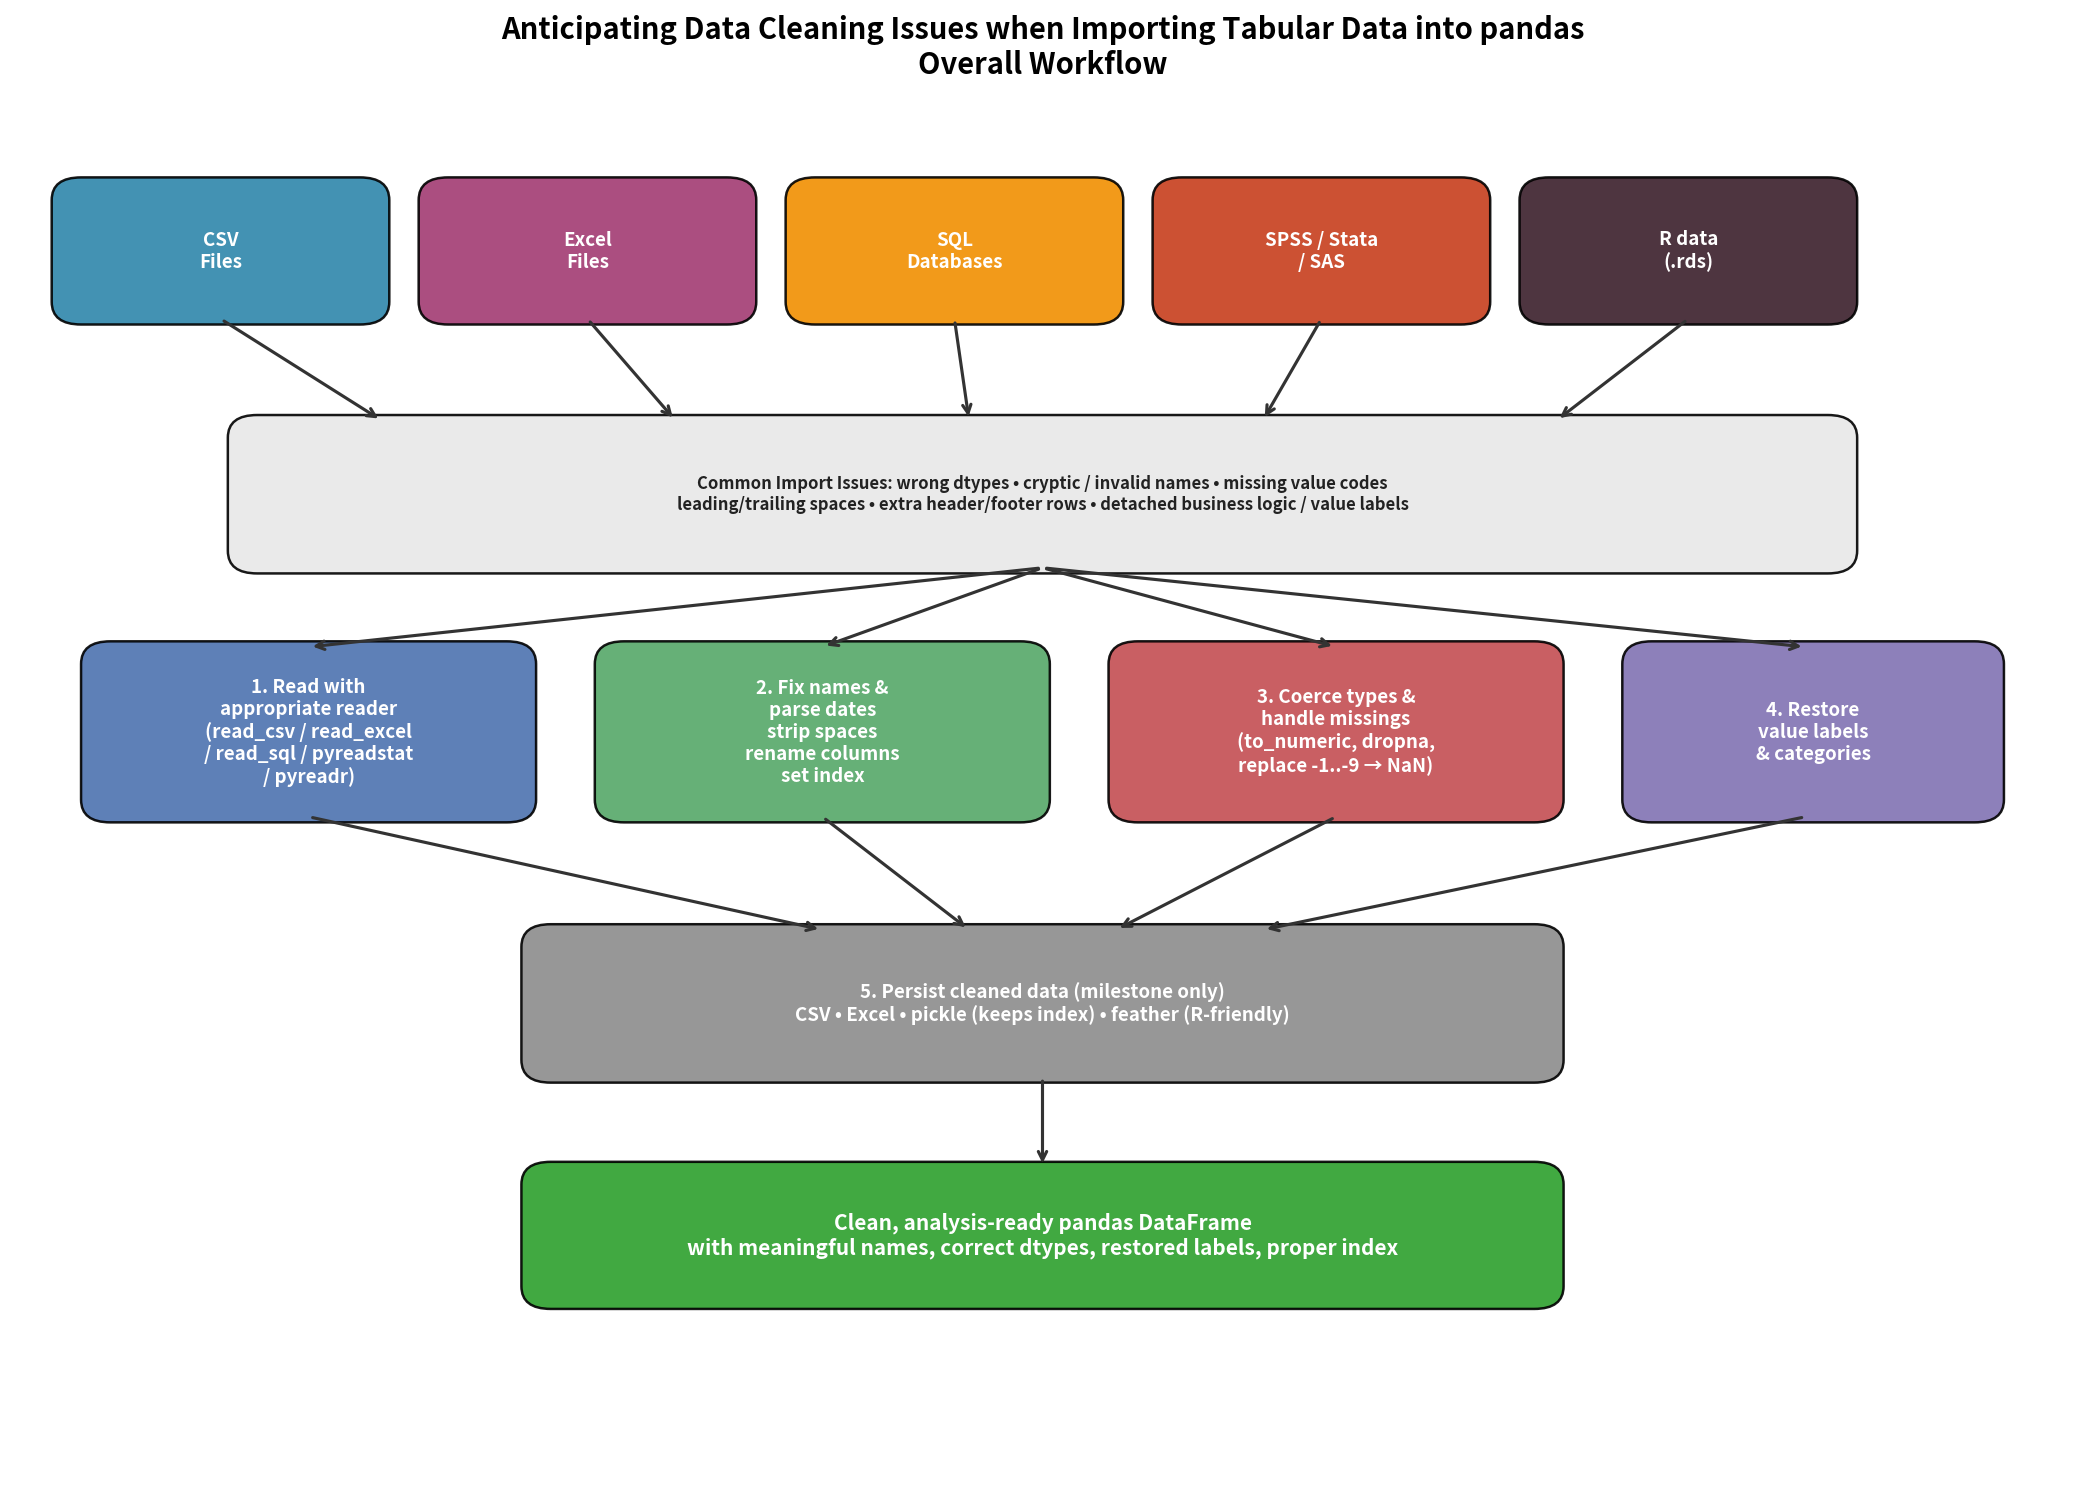 Anticipating Data Cleaning Issues when Importing Tabular Data into pandas
Overall Workflow
CSV
Files
Excel
Files
SQL
Databases
SPSS / Stata
/ SAS
R data
(.rds)
Common Import Issues: wrong dtypes • cryptic / invalid names • missing value codes
leading/trailing spaces • extra header/footer rows • detached business logic / value labels
1. Read with
appropriate reader
(read_csv / read_excel
/ read_sql / pyreadstat
/ pyreadr)
2. Fix names &
parse dates
strip spaces
rename columns
set index
3. Coerce types &
handle missings
(to_numeric, dropna,
replace -1..-9 → NaN)
4. Restore
value labels
& categories
5. Persist cleaned data (milestone only)
CSV • Excel • pickle (keeps index) • feather (R-friendly)
Clean, analysis-ready pandas DataFrame
with meaningful names, correct dtypes, restored labels, proper index